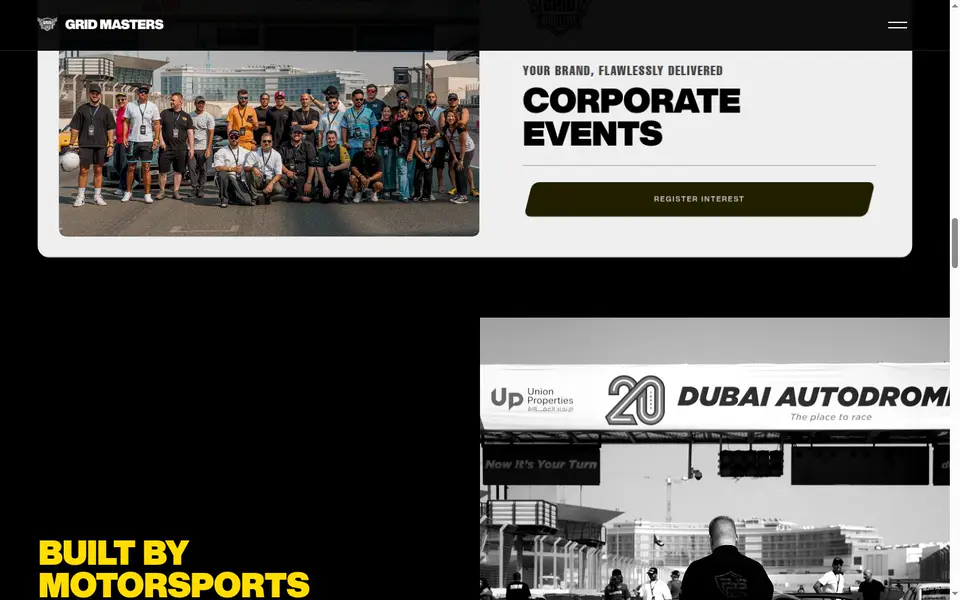 GRID MASTERS
YOUR BRAND, FLAWLESSLY DELIVERED
CORPORATE
EVENTS
REGISTER INTEREST
Up Union
Properties
20 DUBAI AUTODROM
The place to race
Now It's Your Turn
BUILT BY
MOTORSPORTS